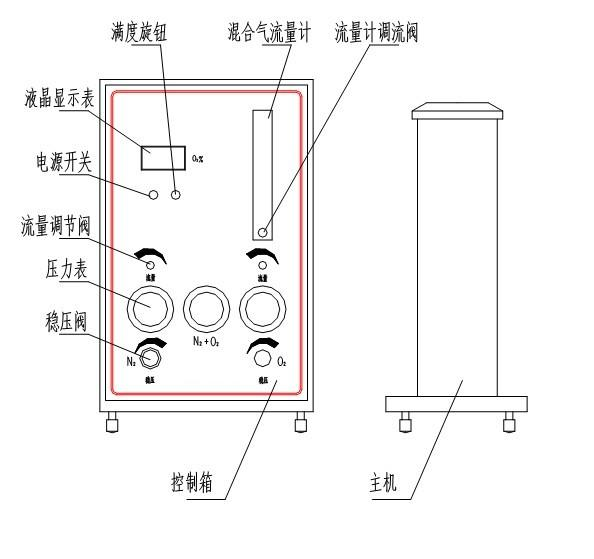 满度旋钮
混合气流量计
流量计调流阀
液晶显示表
O₂%
电源开关
流量调节阀
流量
流量
压力表
N₂+O₂
稳压阀
N₂
O₂
稳压
稳压
控制箱
主机